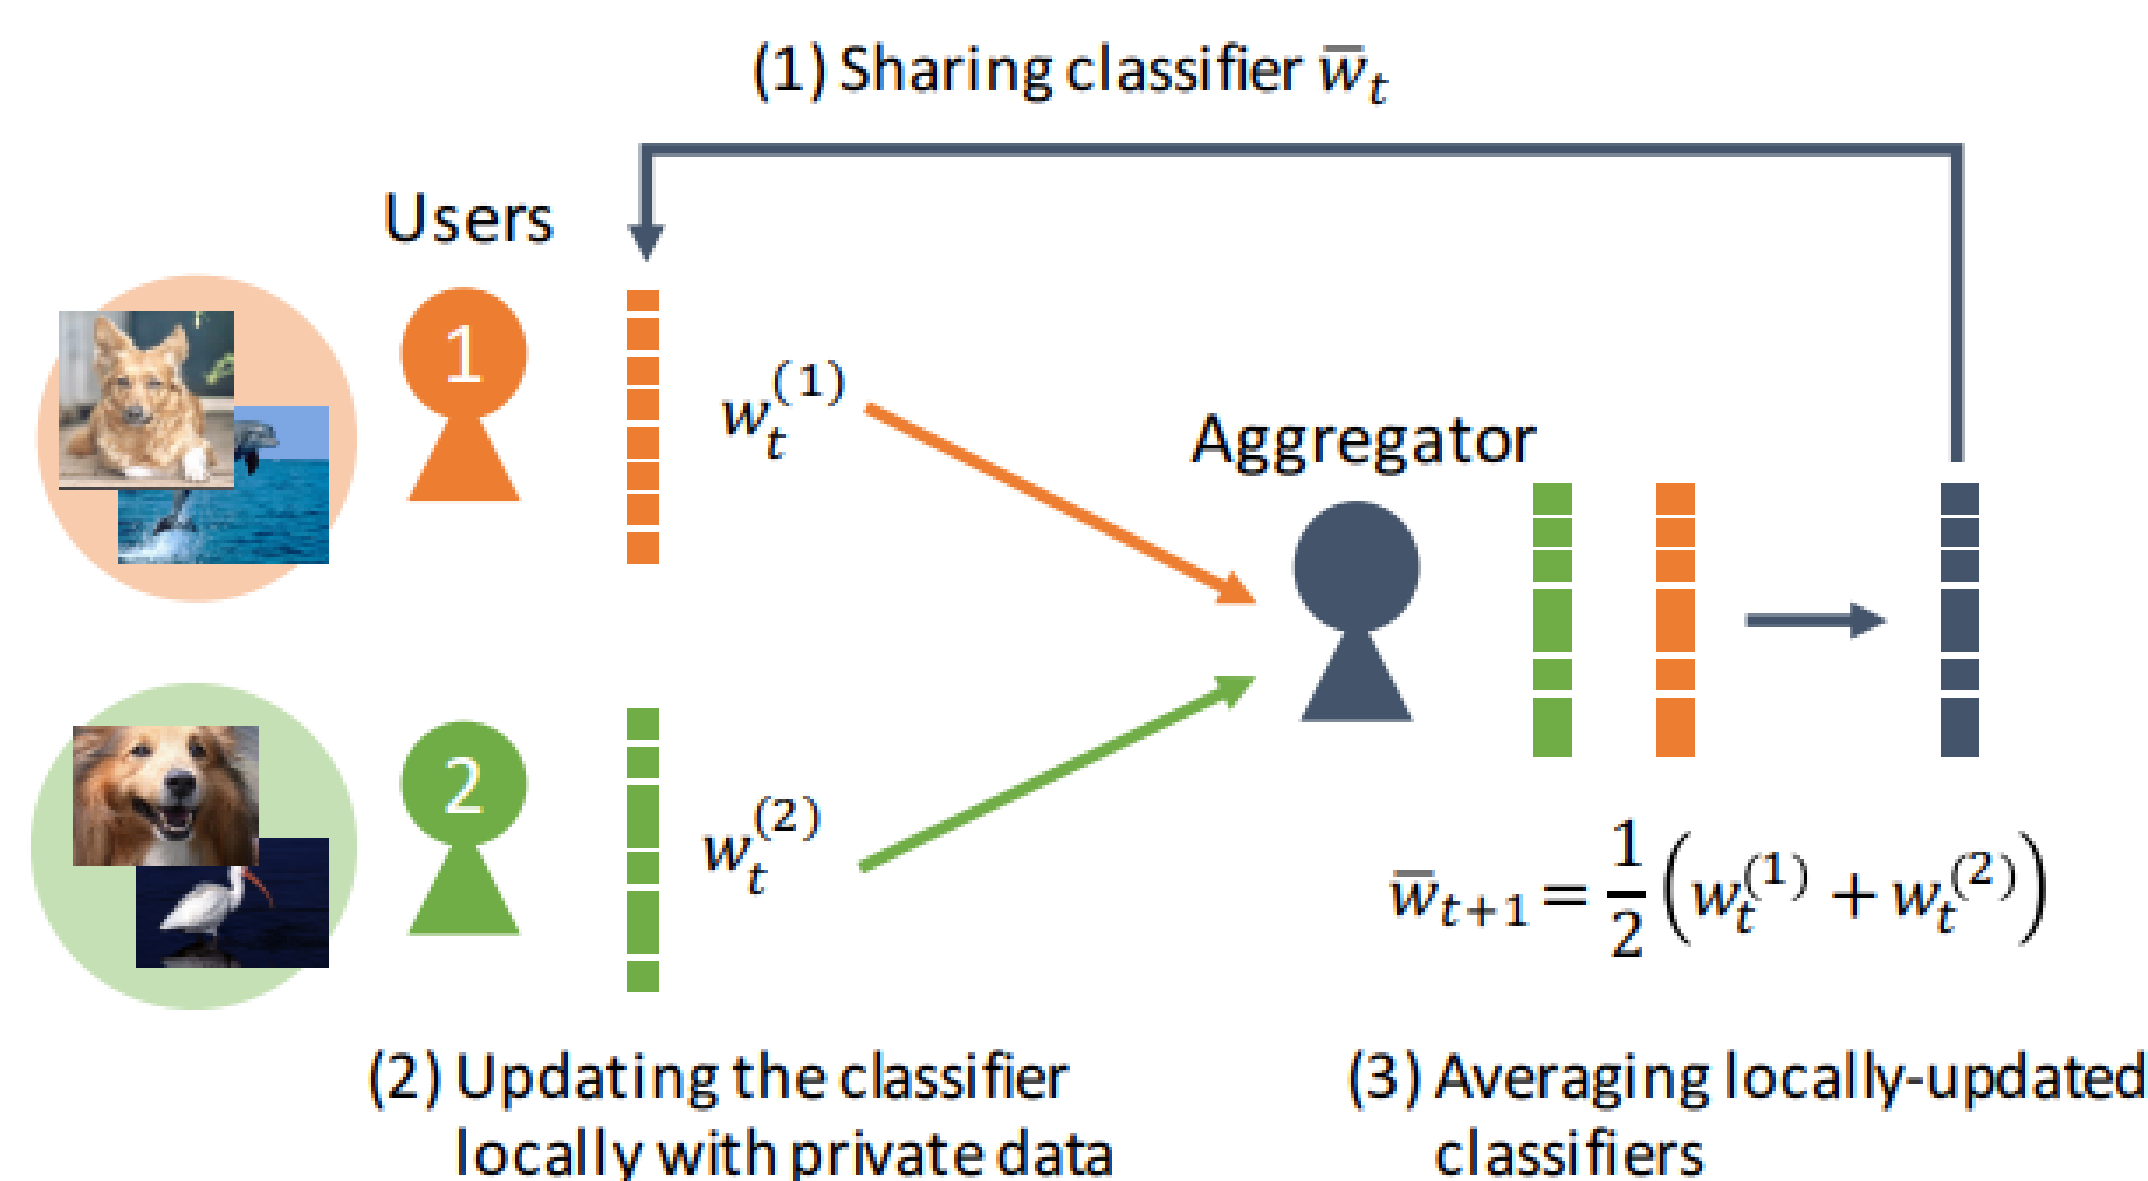 (1) Sharing classifier w̅ₜ
Users
1
wₜ⁽¹⁾
Aggregator
2
wₜ⁽²⁾
w̅ₜ₊₁ = 1/2 (wₜ⁽¹⁾ + wₜ⁽²⁾)
(2) Updating the classifier
locally with private data
(3) Averaging locally-updated
classifiers